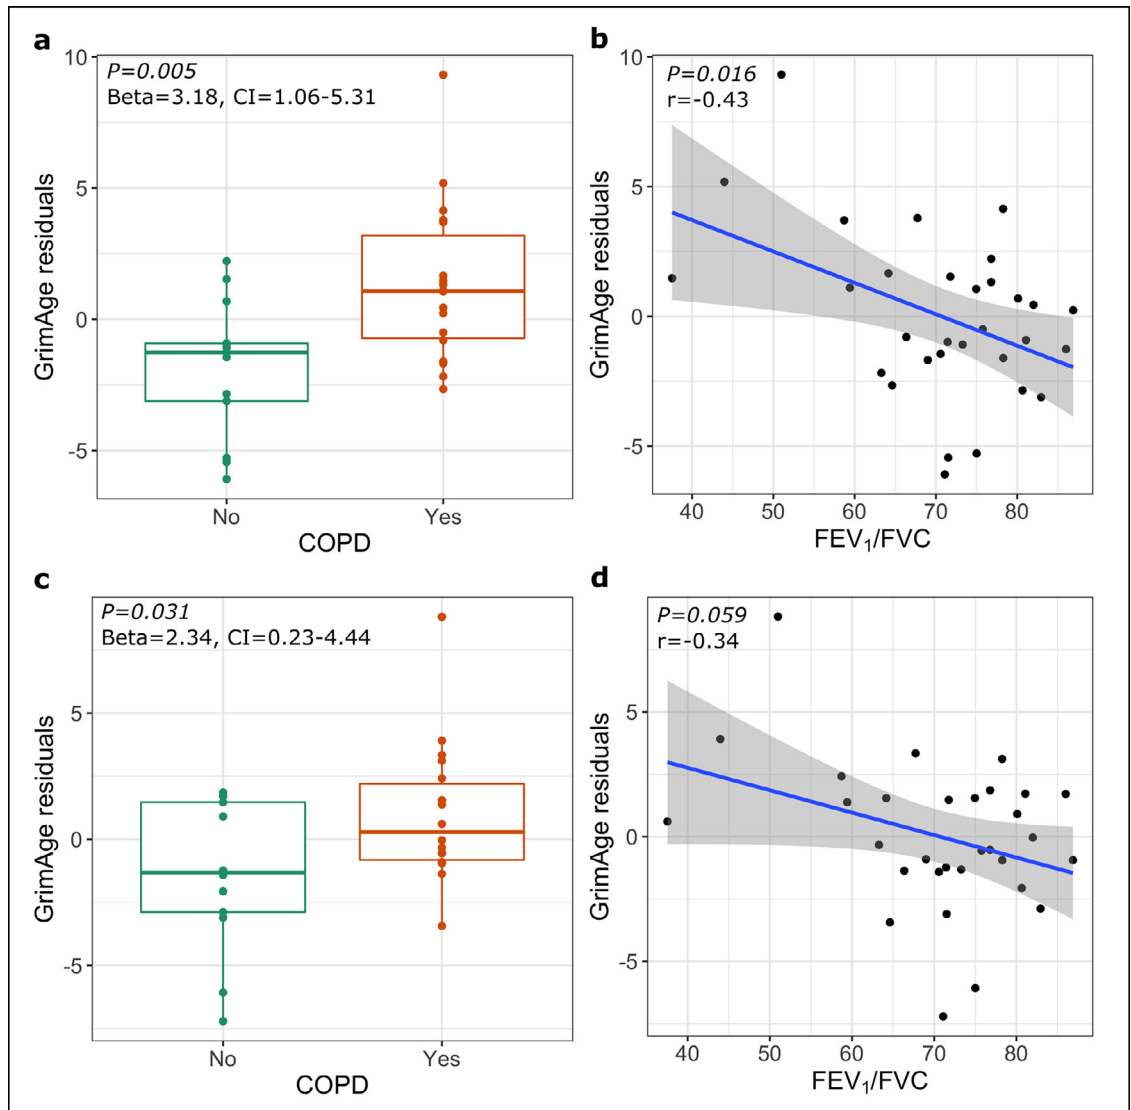 a
P=0.005
Beta=3.18, CI=1.06-5.31
GrimAge residuals
10
5
0
-5
No
Yes
COPD
b
P=0.016
r=-0.43
GrimAge residuals
10
5
0
-5
40 50 60 70 80
FEV₁/FVC
c
P=0.031
Beta=2.34, CI=0.23-4.44
GrimAge residuals
5
0
-5
No
Yes
COPD
d
P=0.059
r=-0.34
GrimAge residuals
5
0
-5
40 50 60 70 80
FEV₁/FVC